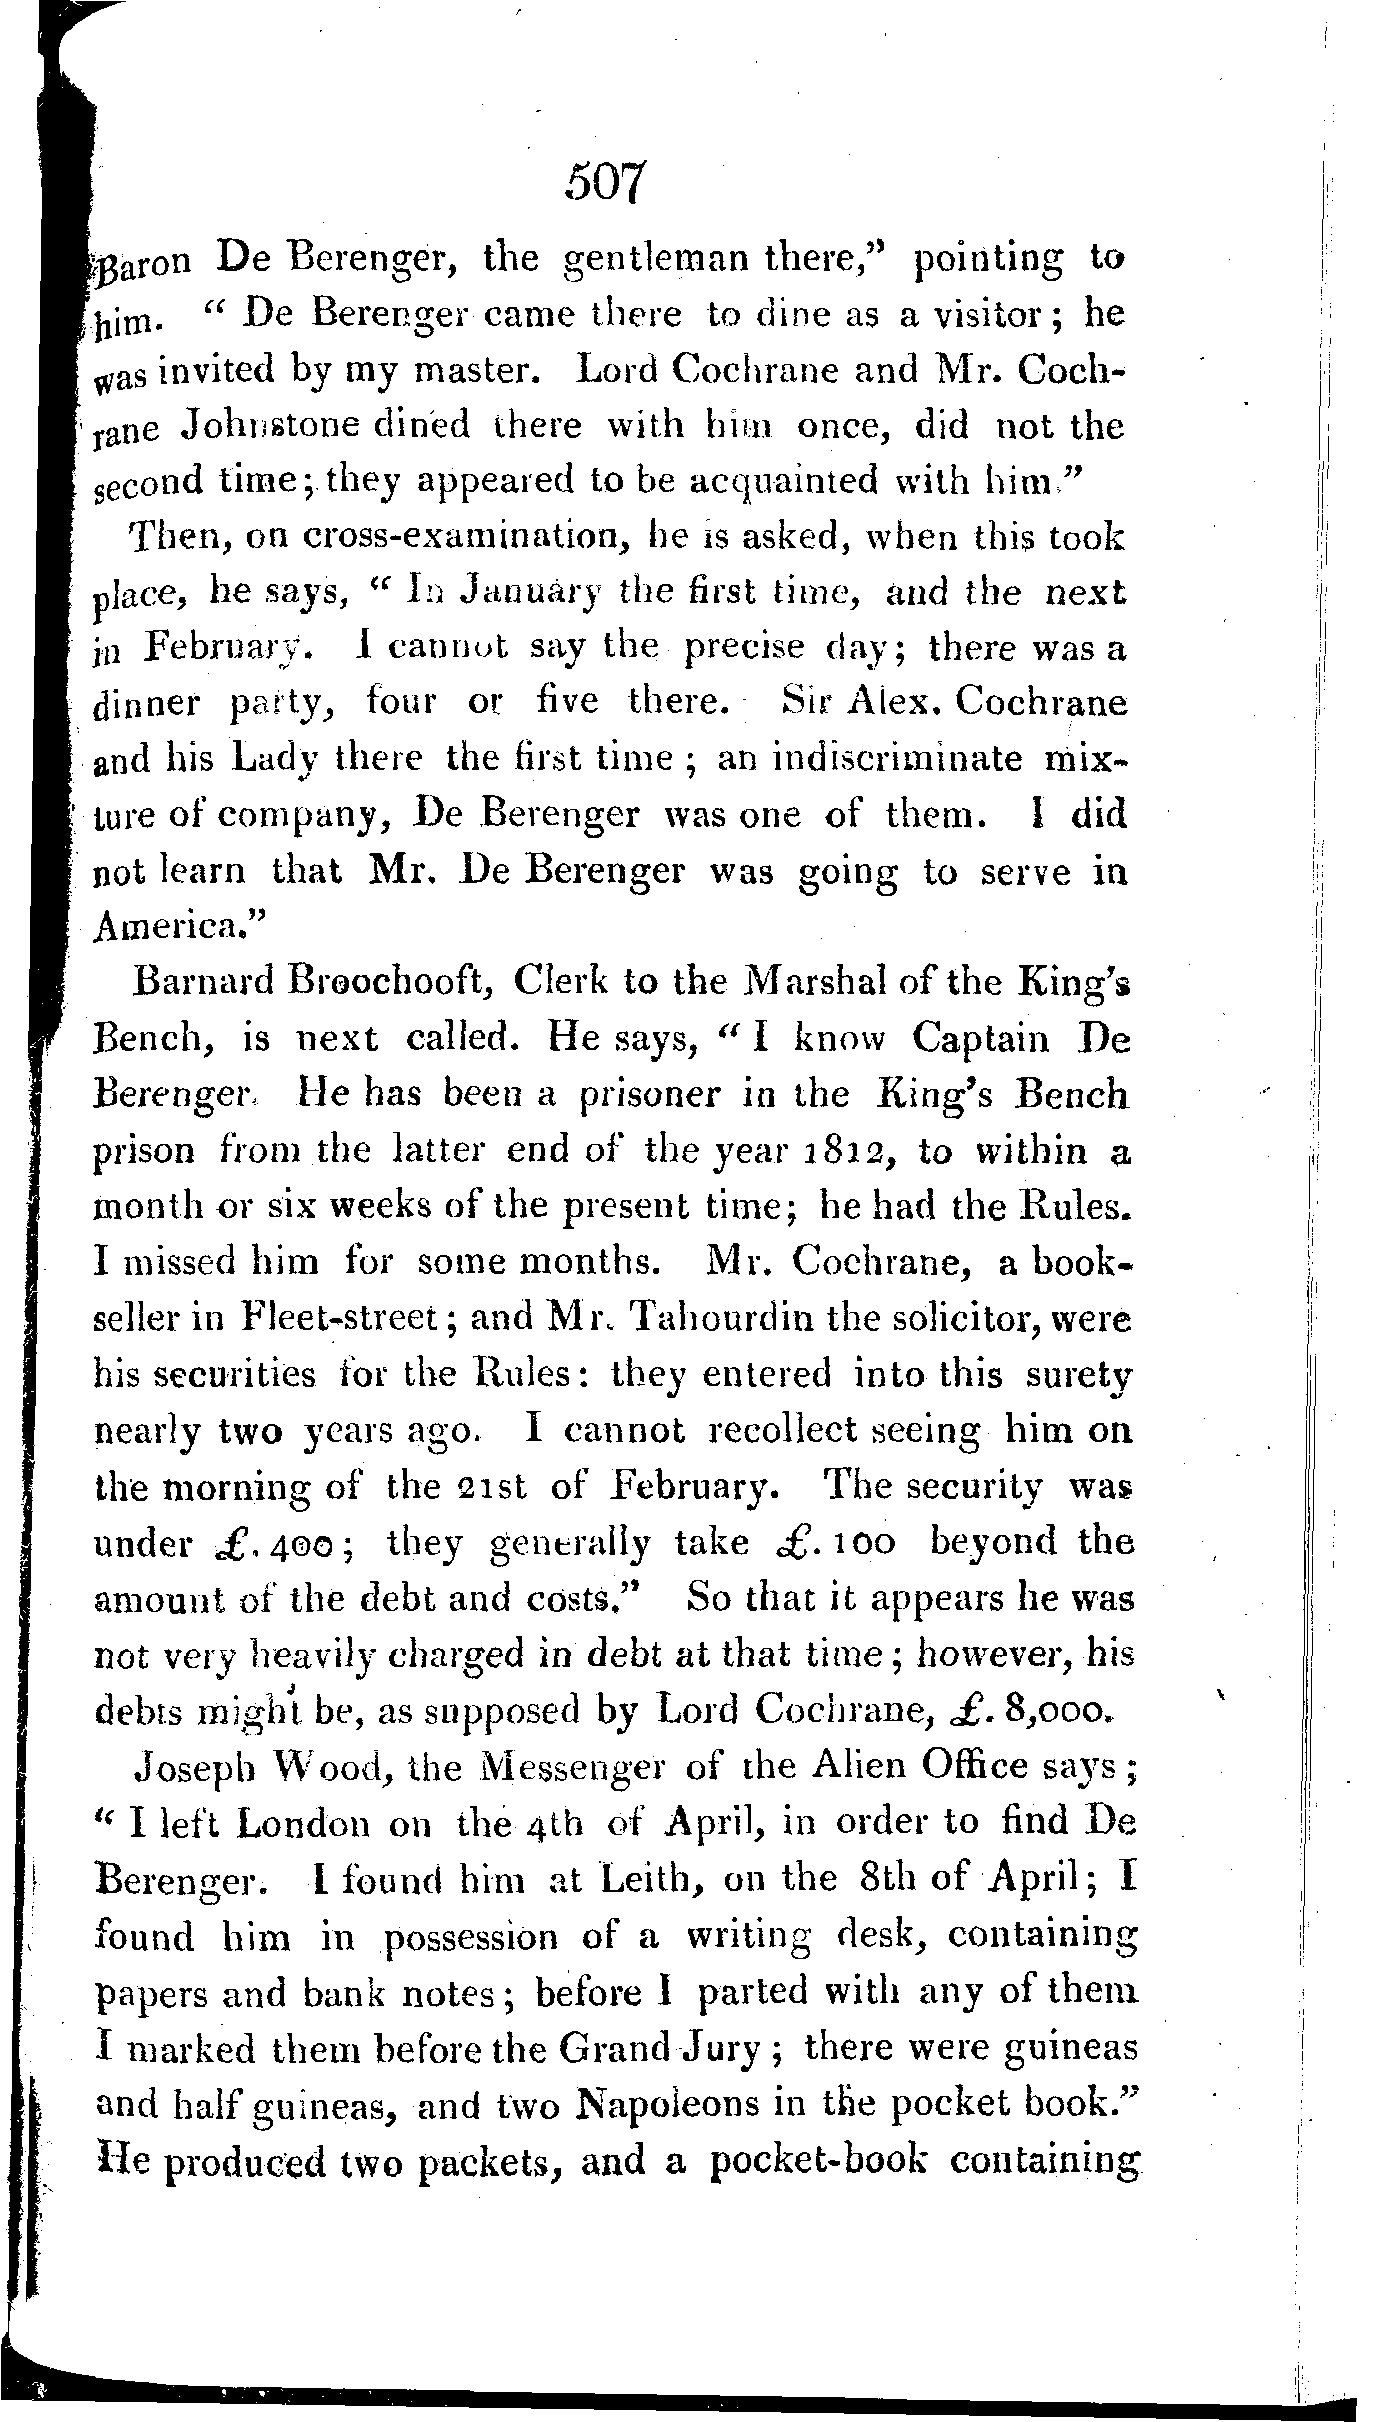 507
Baron De Berenger, the gentleman there,” pointing to
him. “ De Berenger came there to dine as a visitor ; he
was invited by my master. Lord Cochrane and Mr. Coch-
rane Johnstone dined there with him once, did not the
second time; they appeared to be acquainted with him.”
Then, on cross-examination, he is asked, when this took
place, he says, “ In January the first time, and the next
in February. I cannot say the precise day ; there was a
dinner party, four or five there. Sir Alex. Cochrane
and his Lady there the first time ; an indiscriminate mix-
ture of company, De Berenger was one of them. I did
not learn that Mr. De Berenger was going to serve in
America.”
Barnard Broochooft, Clerk to the Marshal of the King’s
Bench, is next called. He says, “ I know Captain De
Berenger. He has been a prisoner in the King’s Bench
prison from the latter end of the year 1812, to within a
month or six weeks of the present time; he had the Rules.
I missed him for some months. Mr. Cochrane, a book-
seller in Fleet-street ; and Mr. Tahourdin the solicitor, were
his securities for the Rules : they entered into this surety
nearly two years ago. I cannot recollect seeing him on
the morning of the 21st of February. The security was
under £. 400 ; they generally take £. 100 beyond the
amount of the debt and costs.” So that it appears he was
not very heavily charged in debt at that time ; however, his
debts might be, as supposed by Lord Cochrane, £. 8,000.
Joseph Wood, the Messenger of the Alien Office says ;
“ I left London on the 4th of April, in order to find De
Berenger. I found him at Leith, on the 8th of April ; I
found him in possession of a writing desk, containing
papers and bank notes ; before I parted with any of them
I marked them before the Grand Jury ; there were guineas
and half guineas, and two Napoleons in the pocket book.”
He produced two packets, and a pocket-book containing